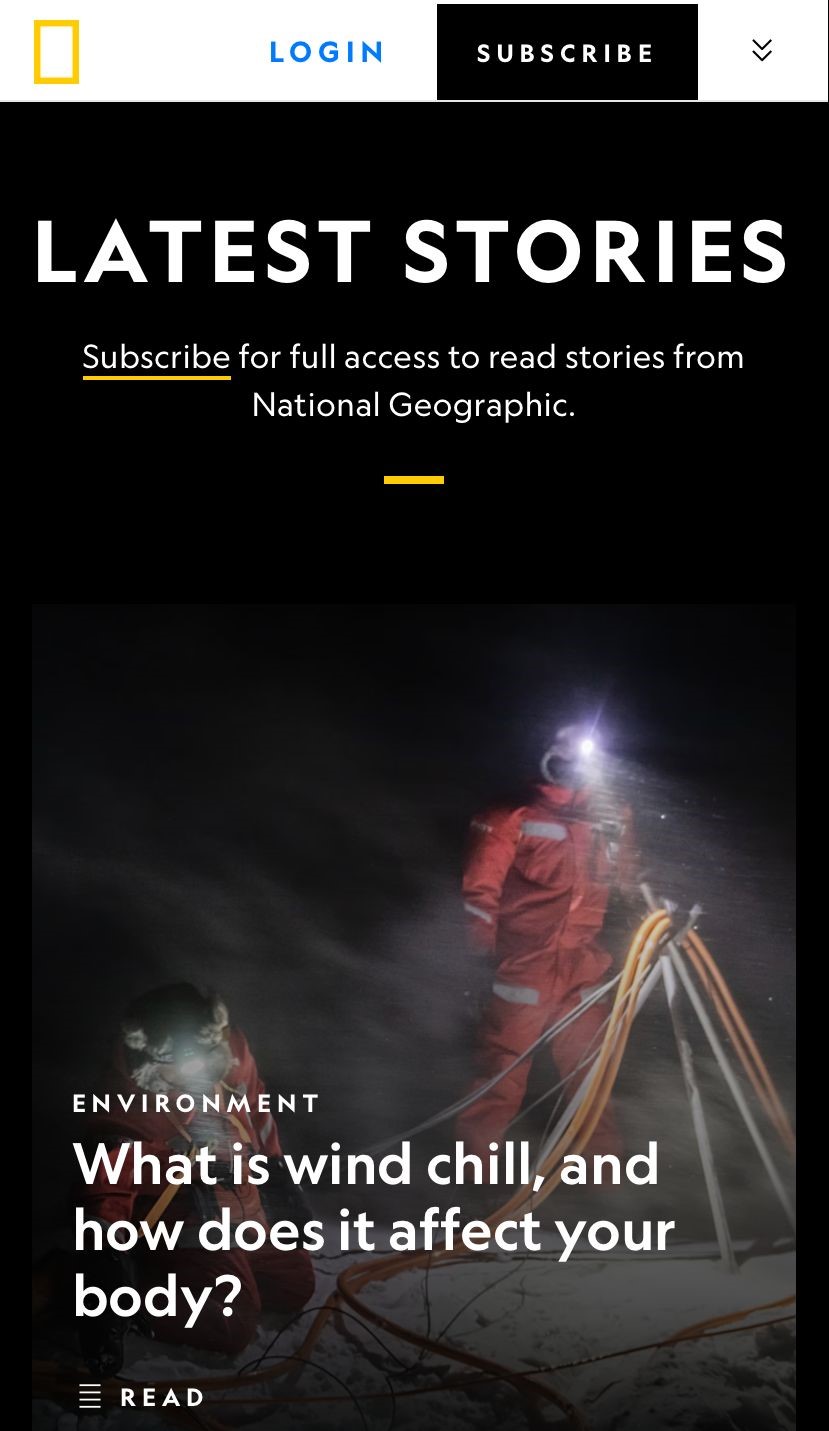 LOGIN
SUBSCRIBE
LATEST STORIES
Subscribe for full access to read stories from
National Geographic.
ENVIRONMENT
What is wind chill, and
how does it affect your
body?
READ